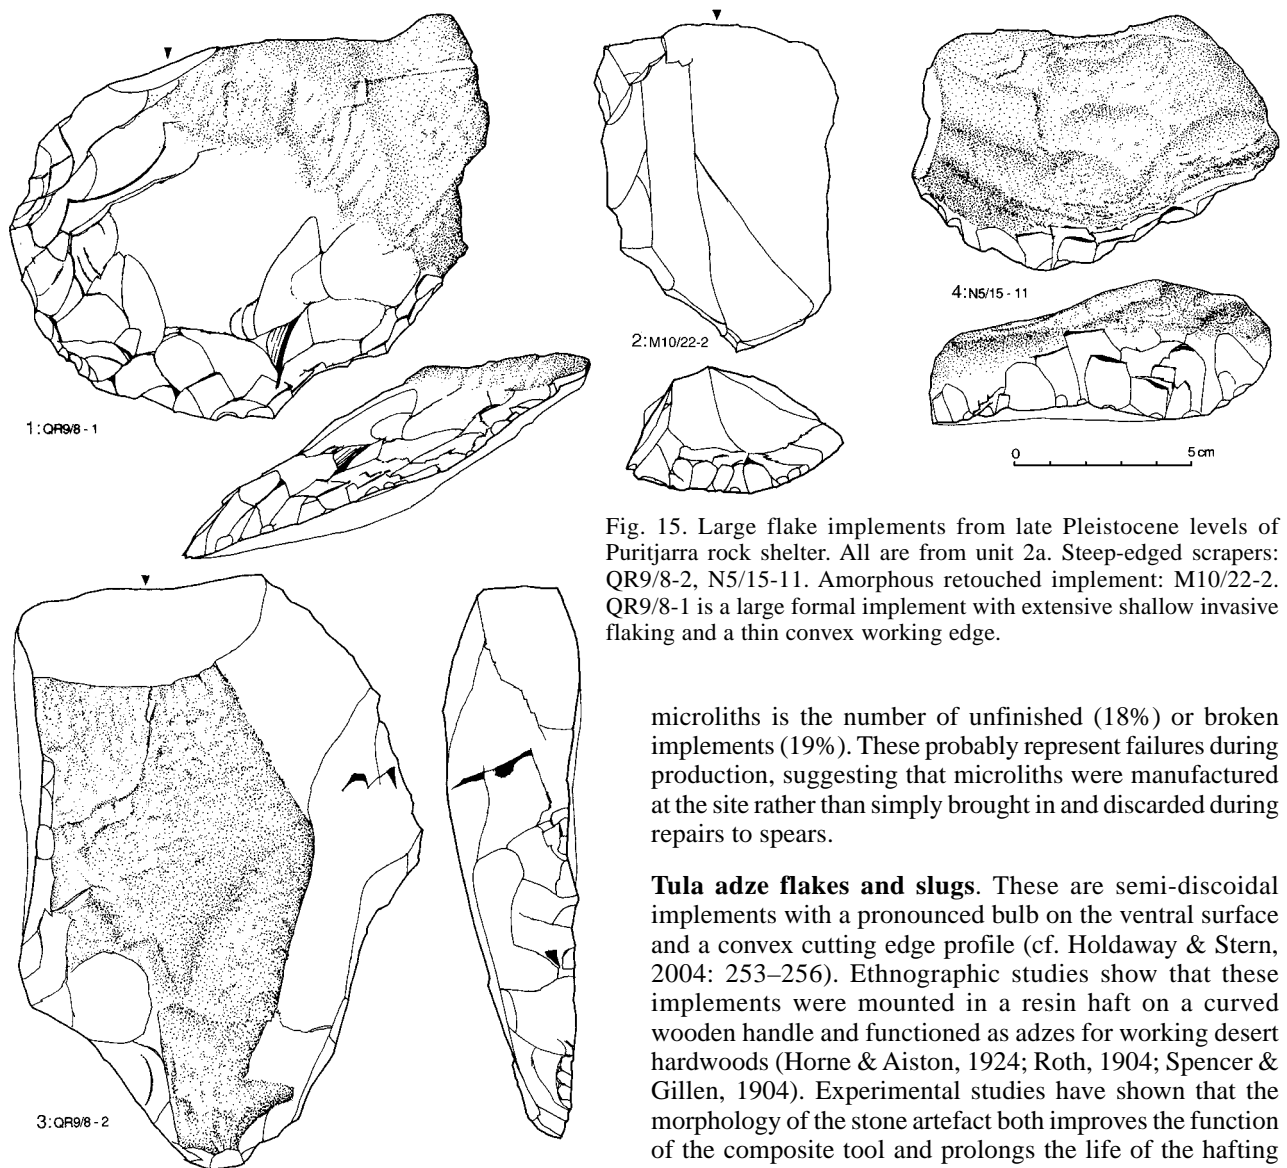 1:QR9/8 - 1
2:M10/22-2
4:N5/15 - 11
0 5 cm
3:QR9/8 - 2
Fig. 15. Large flake implements from late Pleistocene levels of
Puritjarra rock shelter. All are from unit 2a. Steep-edged scrapers:
QR9/8-2, N5/15-11. Amorphous retouched implement: M10/22-2.
QR9/8-1 is a large formal implement with extensive shallow invasive
flaking and a thin convex working edge.
microliths is the number of unfinished (18%) or broken
implements (19%). These probably represent failures during
production, suggesting that microliths were manufactured
at the site rather than simply brought in and discarded during
repairs to spears.
Tula adze flakes and slugs. These are semi-discoidal
implements with a pronounced bulb on the ventral surface
and a convex cutting edge profile (cf. Holdaway & Stern,
2004: 253–256). Ethnographic studies show that these
implements were mounted in a resin haft on a curved
wooden handle and functioned as adzes for working desert
hardwoods (Horne & Aiston, 1924; Roth, 1904; Spencer &
Gillen, 1904). Experimental studies have shown that the
morphology of the stone artefact both improves the function
of the composite tool and prolongs the life of the hafting